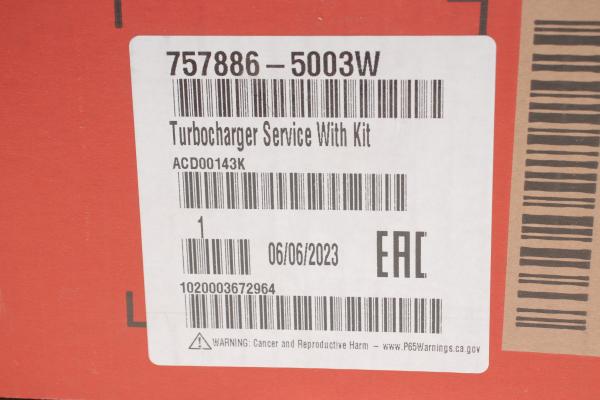 757886-5003W
Turbocharger Service With Kit
ACD00143K
1
06/06/2023 EAC
1020003672964
WARNING: Cancer and Reproductive Harm - www.P65Warnings.ca.gov